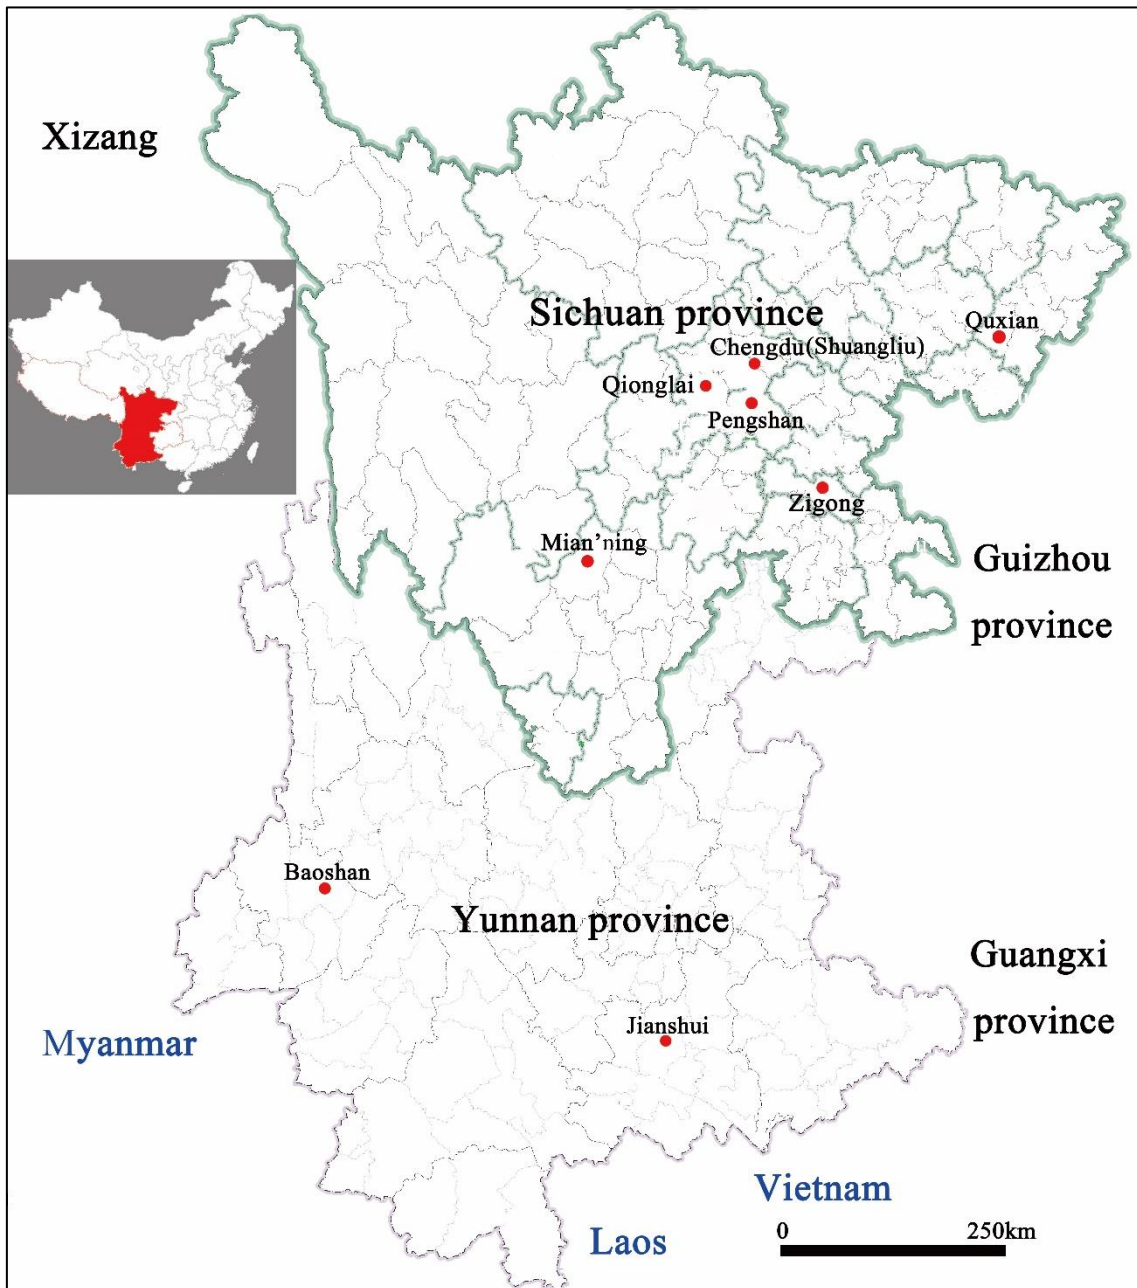 Xizang
Sichuan province
Quxian
Chengdu(Shuangliu)
Qionglai
Pengshan
Zigong
Mian’ning
Guizhou
province
Baoshan
Yunnan province
Guangxi
province
Jianshui
Myanmar
Vietnam
Laos
0 250km